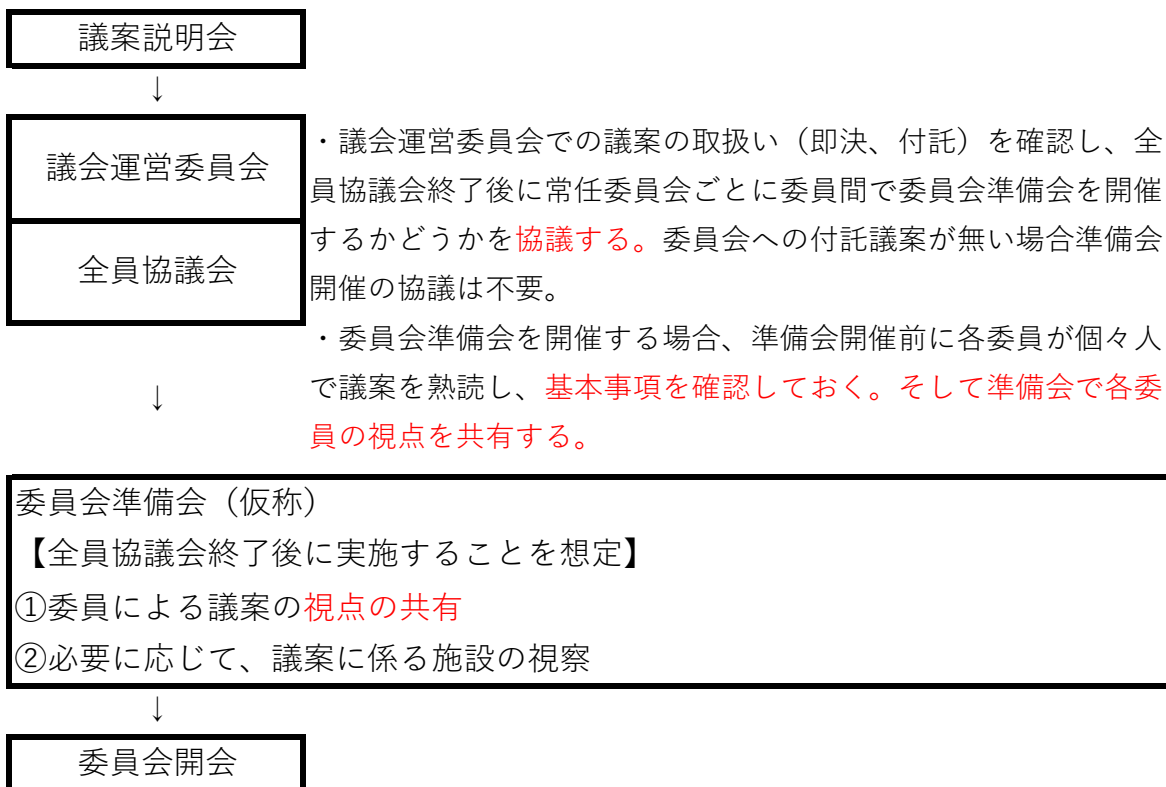 議案説明会
↓
議会運営委員会
全員協議会
↓
・議会運営委員会での議案の取扱い（即決、付託）を確認し、全
員協議会終了後に常任委員会ごとに委員間で委員会準備会を開催
するかどうかを協議する。委員会への付託議案が無い場合準備会
開催の協議は不要。
・委員会準備会を開催する場合、準備会開催前に各委員が個々人
で議案を熟読し、基本事項を確認しておく。そして準備会で各委
員の視点を共有する。
委員会準備会（仮称）
【全員協議会終了後に実施することを想定】
①委員による議案の視点の共有
②必要に応じて、議案に係る施設の視察
↓
委員会開会